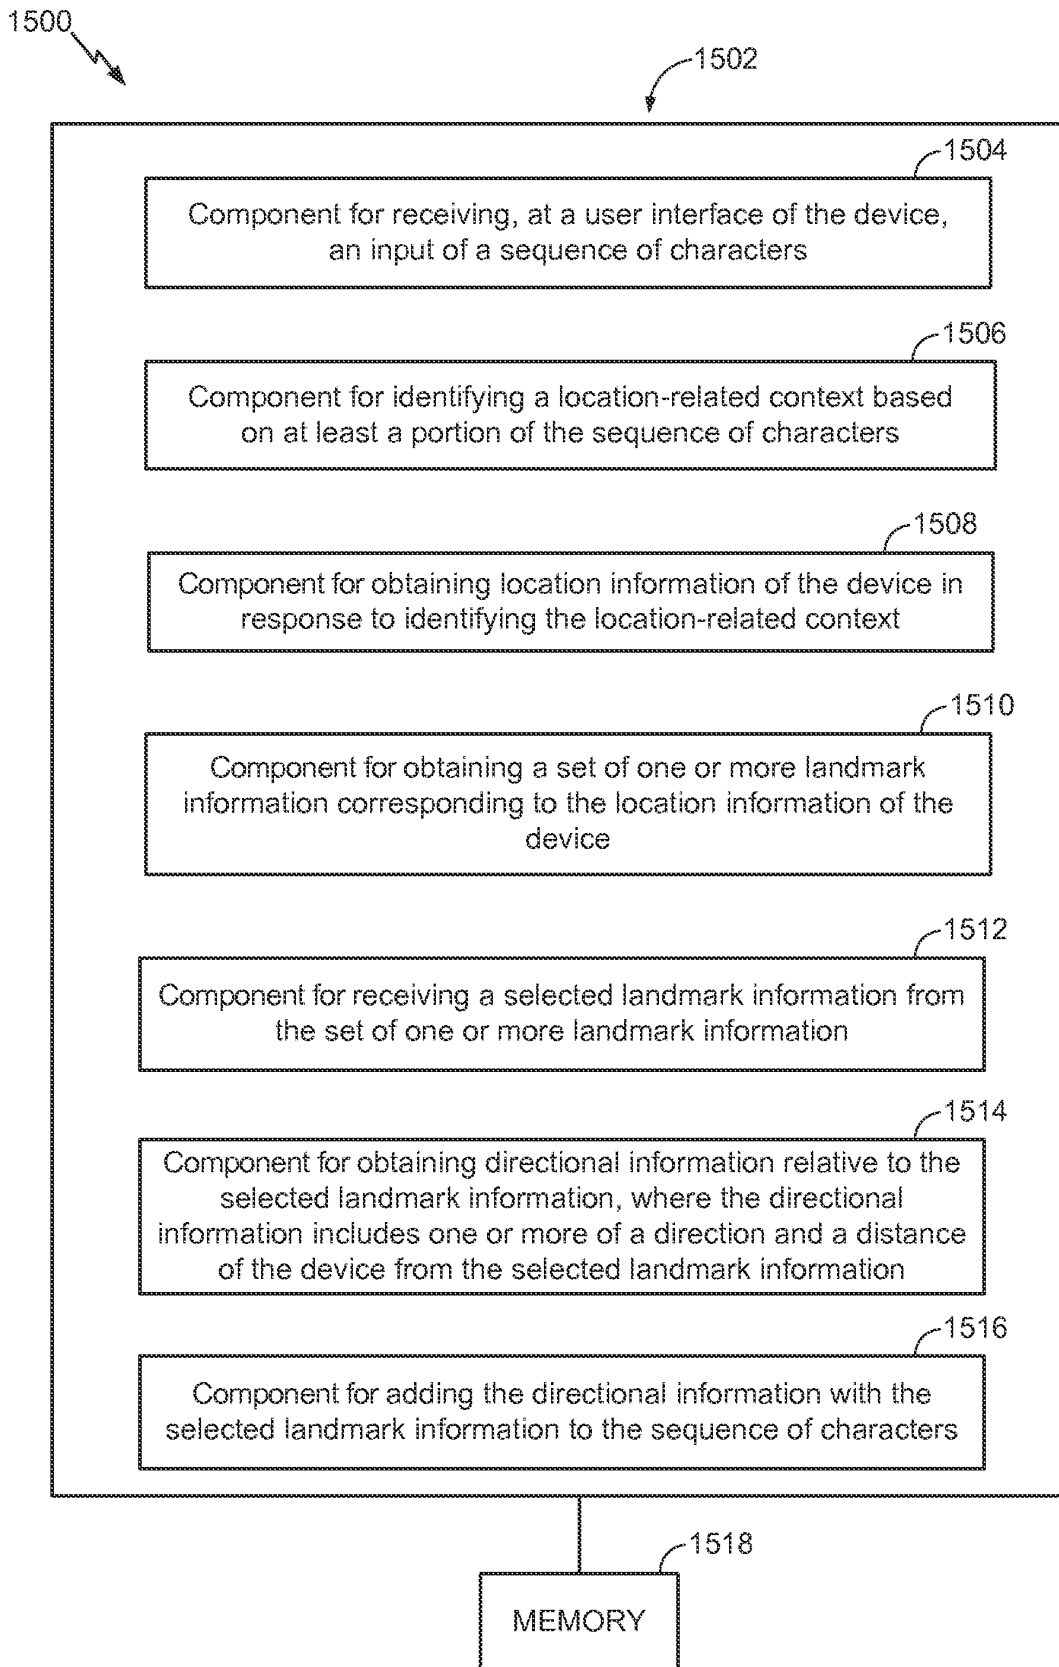 1500
1502
1504
Component for receiving, at a user interface of the device,
an input of a sequence of characters
1506
Component for identifying a location-related context based
on at least a portion of the sequence of characters
1508
Component for obtaining location information of the device in
response to identifying the location-related context
1510
Component for obtaining a set of one or more landmark
information corresponding to the location information of the
device
1512
Component for receiving a selected landmark information from
the set of one or more landmark information
1514
Component for obtaining directional information relative to the
selected landmark information, where the directional
information includes one or more of a direction and a distance
of the device from the selected landmark information
1516
Component for adding the directional information with the
selected landmark information to the sequence of characters
1518
MEMORY